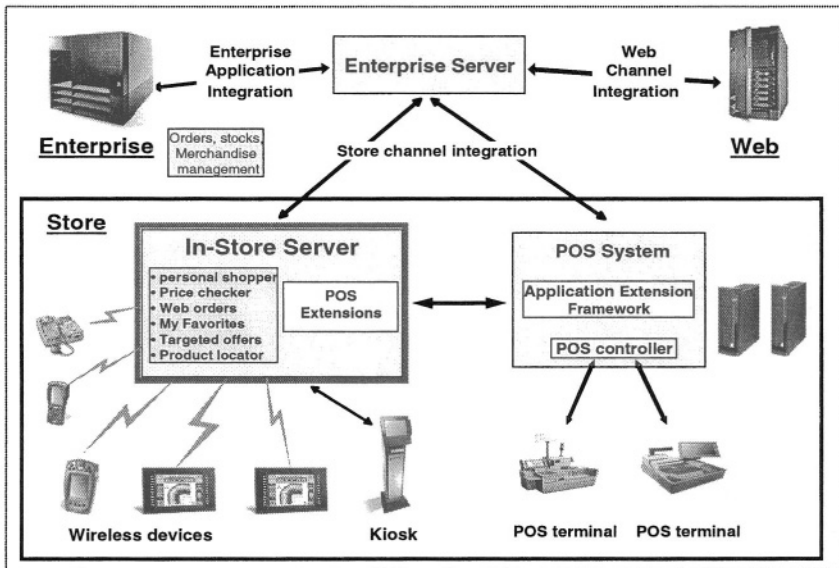 Enterprise
Application
Integration
Enterprise Server
Web
Channel
Integration
Enterprise
Orders, stocks,
Merchandise
management
Store channel integration
Web
Store
In-Store Server
• personal shopper
• Price checker
• Web orders
• My Favorites
• Targeted offers
• Product locator
POS
Extensions
POS System
Application Extension
Framework
POS controller
Wireless devices
Kiosk
POS terminal
POS terminal